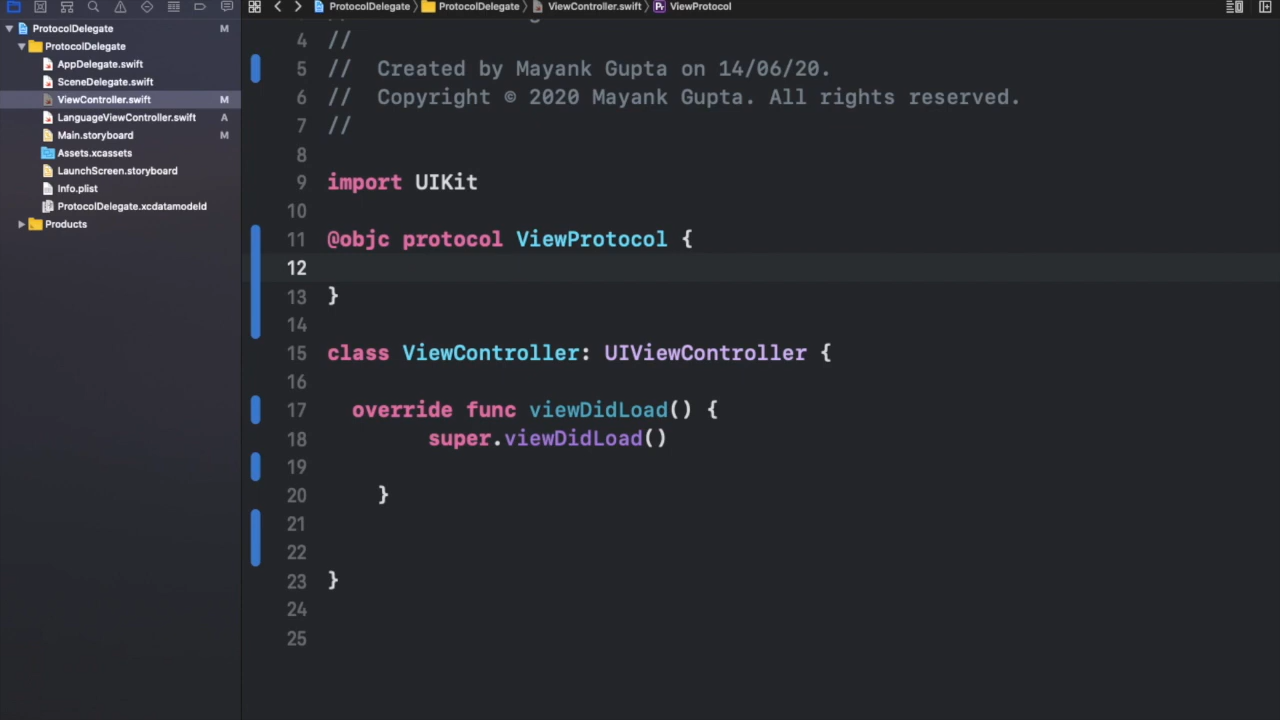 ProtocolDelegate M
ProtocolDelegate
AppDelegate.swift
SceneDelegate.swift
ViewController.swift M
LanguageViewController.swift A
Main.storyboard M
Assets.xcassets
LaunchScreen.storyboard
Info.plist
ProtocolDelegate.xcdatamodeld
Products
ProtocolDelegate ProtocolDelegate ViewController.swift Pr ViewProtocol
4 //
5 // Created by Mayank Gupta on 14/06/20.
6 // Copyright © 2020 Mayank Gupta. All rights reserved.
7 //
8
9 import UIKit
10
11 @objc protocol ViewProtocol {
12
13 }
14
15 class ViewController: UIViewController {
16
17 override func viewDidLoad() {
18 super.viewDidLoad()
19
20 }
21
22
23 }
24
25